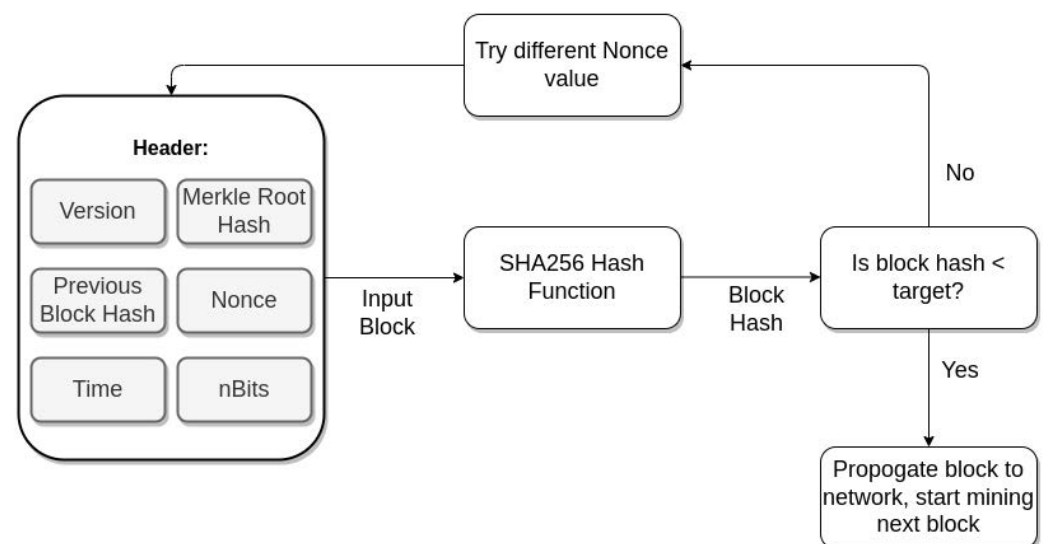 Try different Nonce
value
Header:
Version
Merkle Root
Hash
Previous
Block Hash
Nonce
Time
nBits
Input
Block
SHA256 Hash
Function
Block
Hash
Is block hash <
target?
No
Yes
Propogate block to
network, start mining
next block